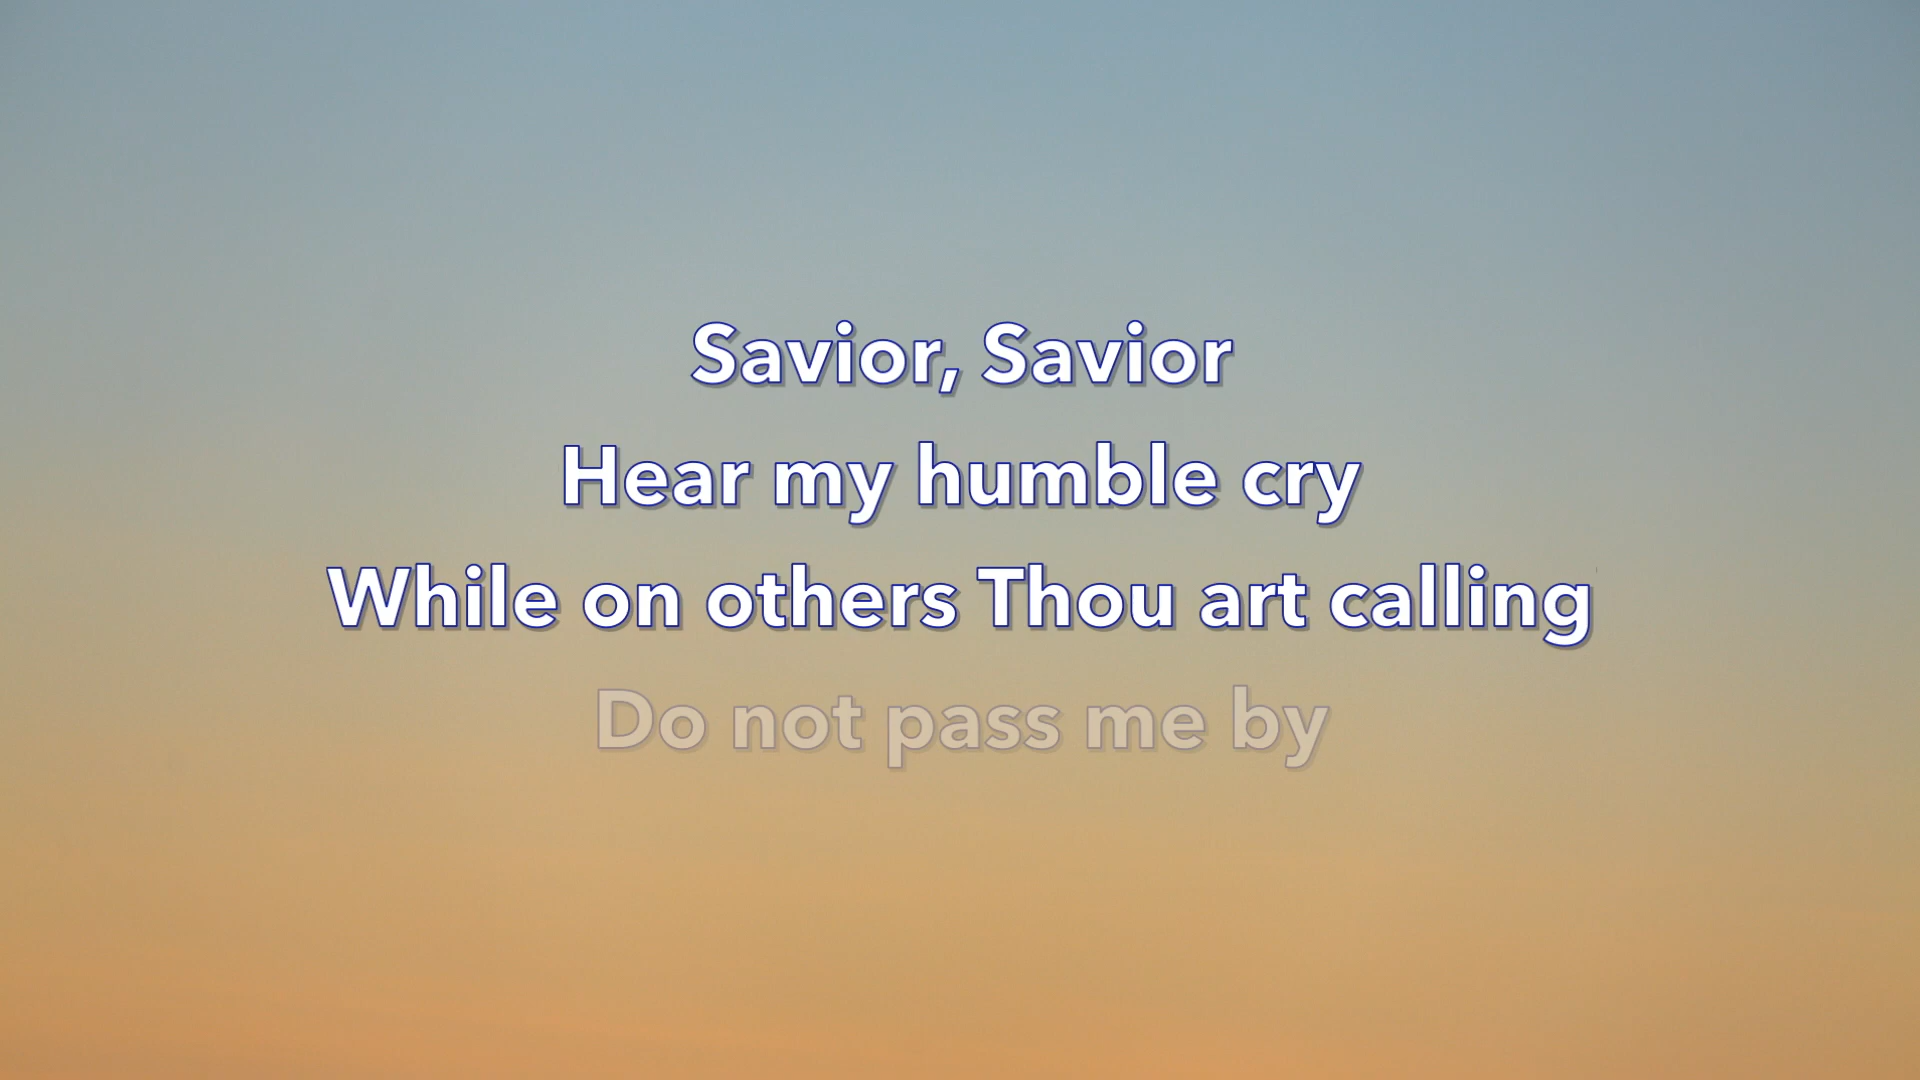 Savior, Savior
Hear my humble cry
While on others Thou art calling
Do not pass me by